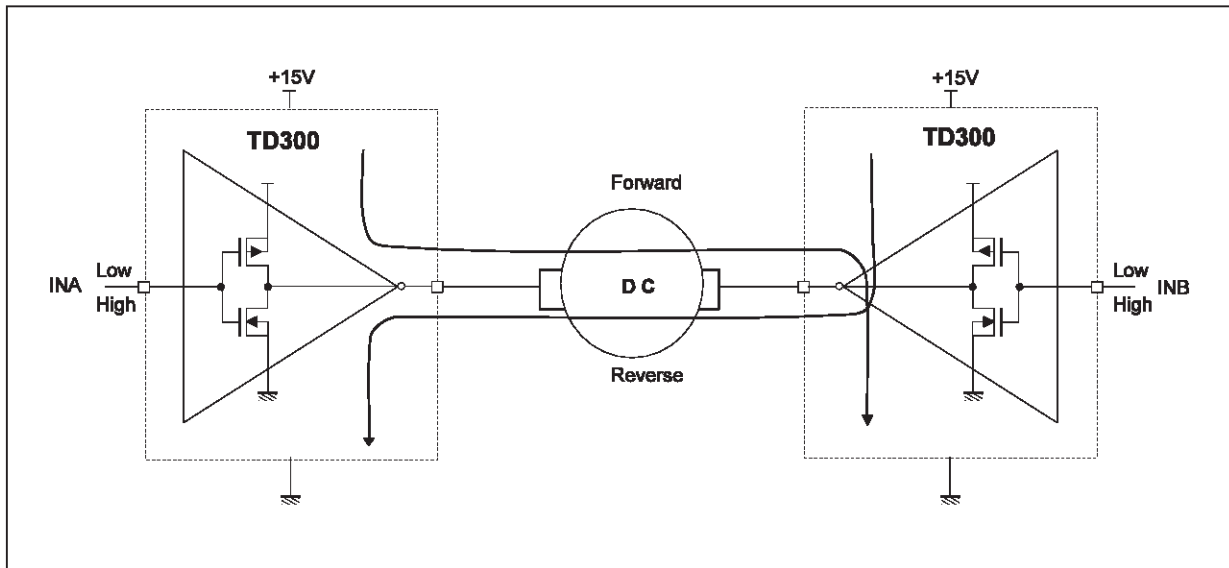 +15V
+15V
TD300
TD300
Forward
INA
Low
High
D C
Low
High
INB
Reverse